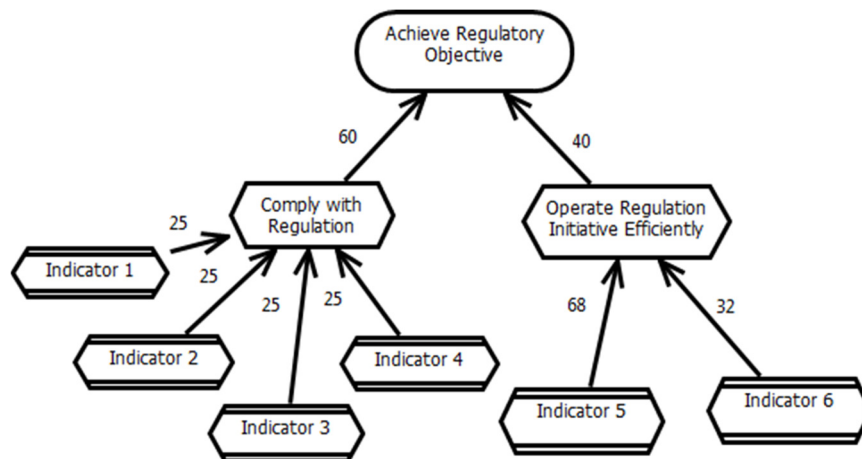 Achieve Regulatory
Objective
60
40
Comply with
Regulation
Operate Regulation
Initiative Efficiently
25
Indicator 1
25
25
25
68
32
Indicator 2
Indicator 4
Indicator 3
Indicator 5
Indicator 6